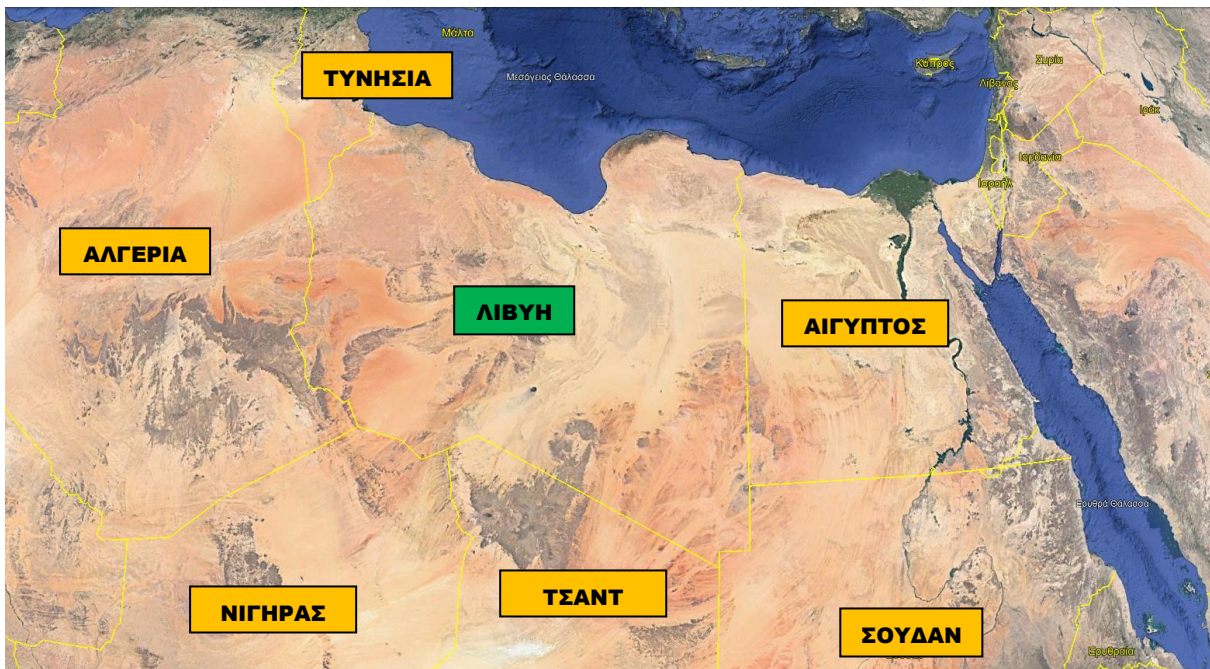 Μάλτα
ΤΥΝΗΣΙΑ
Μεσόγειος Θάλασσα
Κύπρος
Συρία
Λίβανος
Ιράκ
Ιορδανία
Ισραήλ
ΑΛΓΕΡΙΑ
ΛΙΒΥΗ
ΑΙΓΥΠΤΟΣ
Ερυθρά Θάλασσα
ΝΙΓΗΡΑΣ
ΤΣΑΝΤ
ΣΟΥΔΑΝ
Ερυθραία